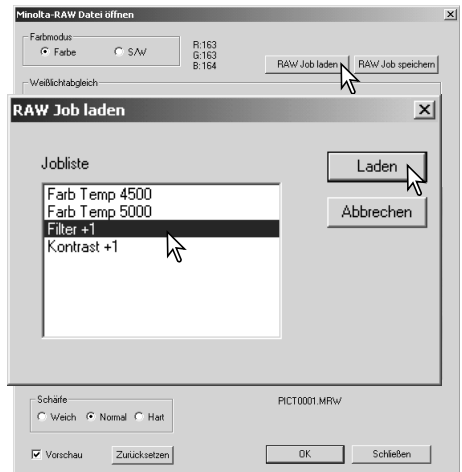 Minolta-RAW Datei öffnen
Farbmodus
Farbe S/W
R:163
G:163
B:164
RAW Job laden RAW Job speichern
Weißlichtabgleich
RAW Job laden
Jobliste
Farb Temp 4500
Farb Temp 5000
Filter +1
Kontrast +1
Laden
Abbrechen
Schärfe
Weich Normal Hart
PICT0001.MRW
Vorschau Zurücksetzen OK Schließen